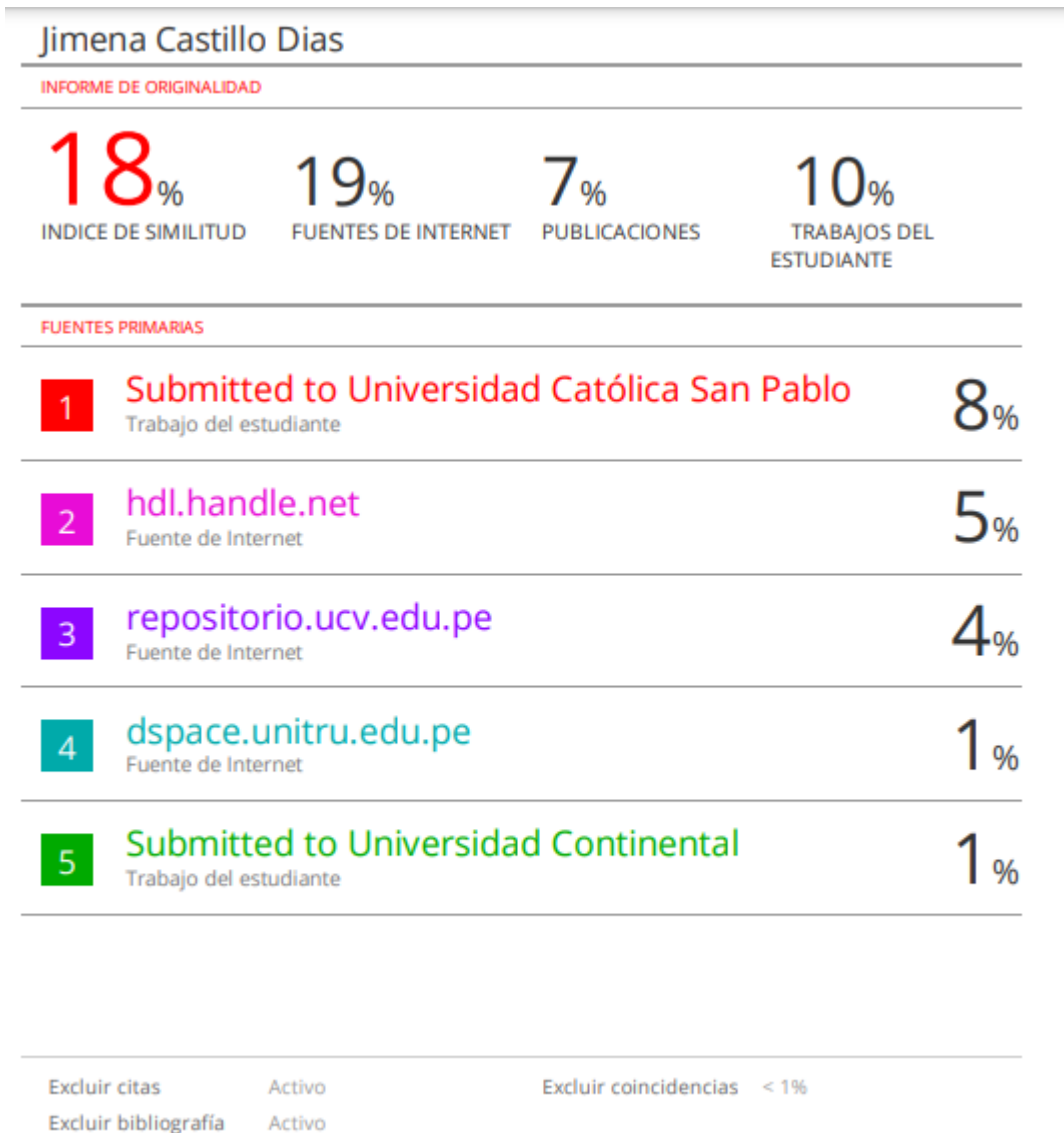 Jimena Castillo Dias
INFORME DE ORIGINALIDAD
18% 19% 7% 10%
INDICE DE SIMILITUD FUENTES DE INTERNET PUBLICACIONES TRABAJOS DEL
ESTUDIANTE
FUENTES PRIMARIAS
1 Submitted to Universidad Católica San Pablo 8%
Trabajo del estudiante
2 hdl.handle.net 5%
Fuente de Internet
3 repositorio.ucv.edu.pe 4%
Fuente de Internet
4 dspace.unitru.edu.pe 1%
Fuente de Internet
5 Submitted to Universidad Continental 1%
Trabajo del estudiante
Excluir citas Activo Excluir coincidencias < 1%
Excluir bibliografía Activo